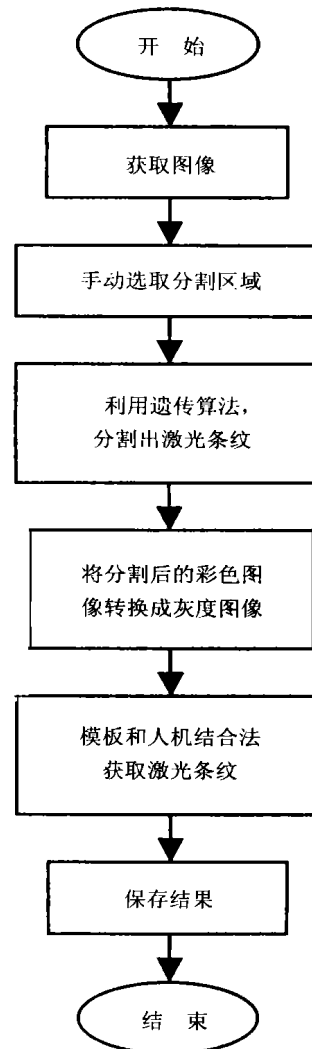 开 始
获取图像
手动选取分割区域
利用遗传算法，
分割出激光条纹
将分割后的彩色图
像转换成灰度图像
模板和人机结合法
获取激光条纹
保存结果
结 束